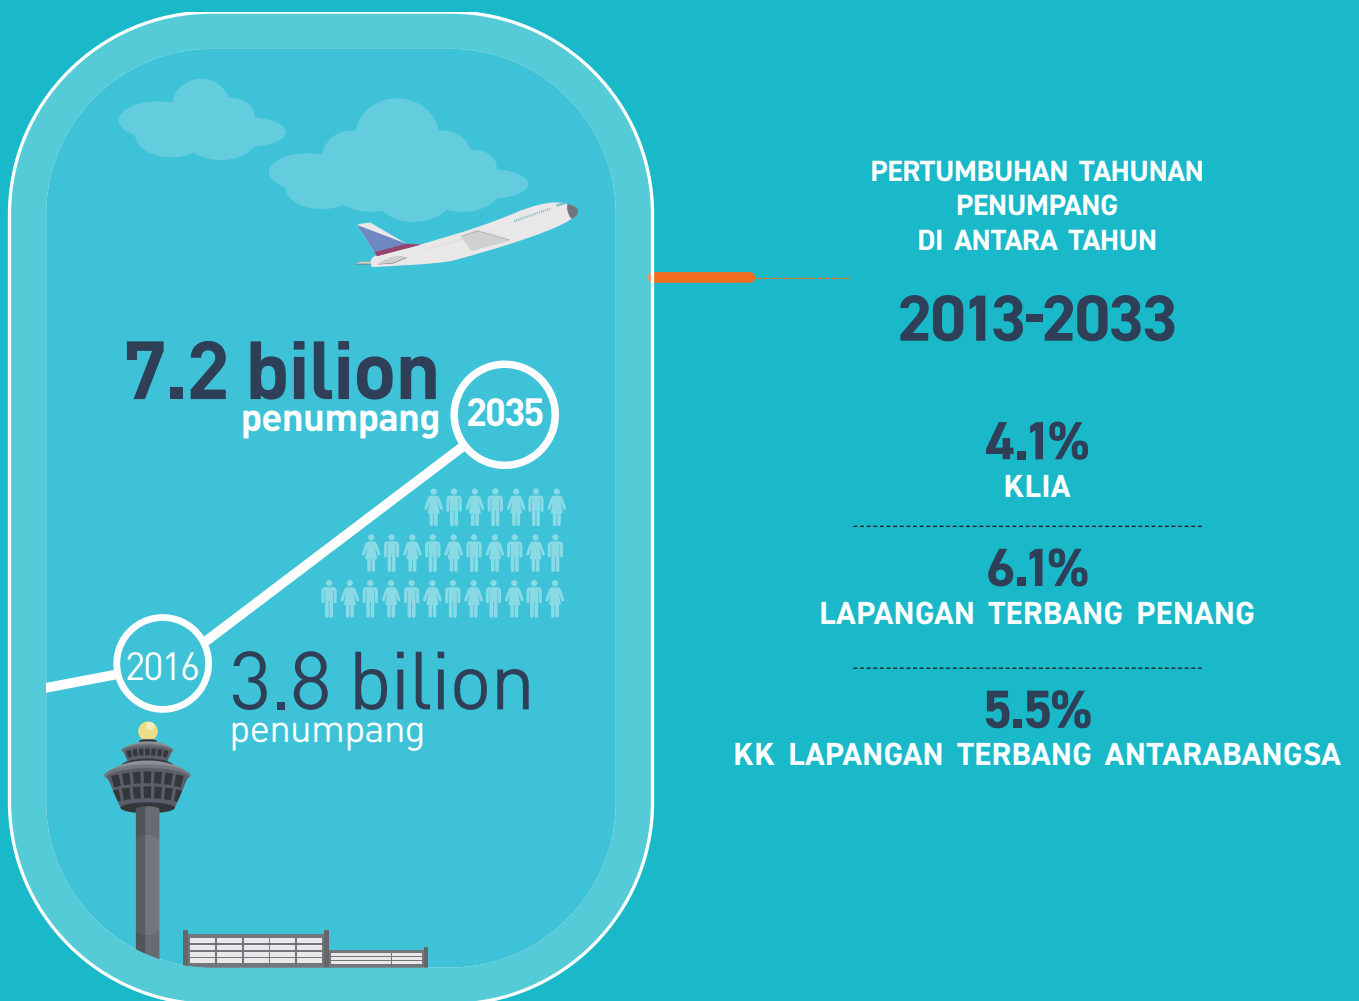 7.2 bilion
penumpang
2035
2016
3.8 bilion
penumpang
PERTUMBUHAN TAHUNAN
PENUMPANG
DI ANTARA TAHUN
2013-2033
4.1%
KLIA
6.1%
LAPANGAN TERBANG PENANG
5.5%
KK LAPANGAN TERBANG ANTARABANGSA